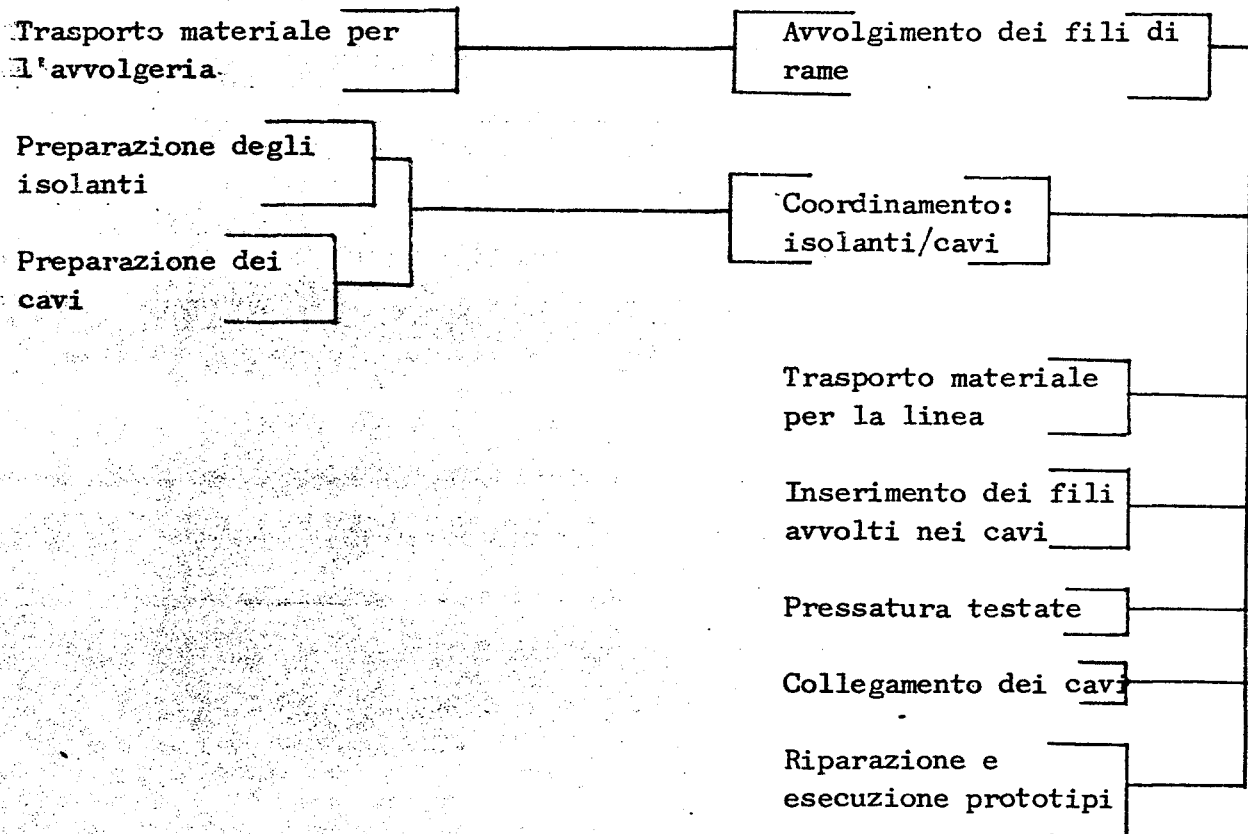 Trasporto materiale per
l'avvolgeria
Avvolgimento dei fili di
rame
Preparazione degli
isolanti
Preparazione dei
cavi
Coordinamento:
isolanti/cavi
Trasporto materiale
per la linea
Inserimento dei fili
avvolti nei cavi
Pressatura testate
Collegamento dei cavi
Riparazione e
esecuzione prototipi